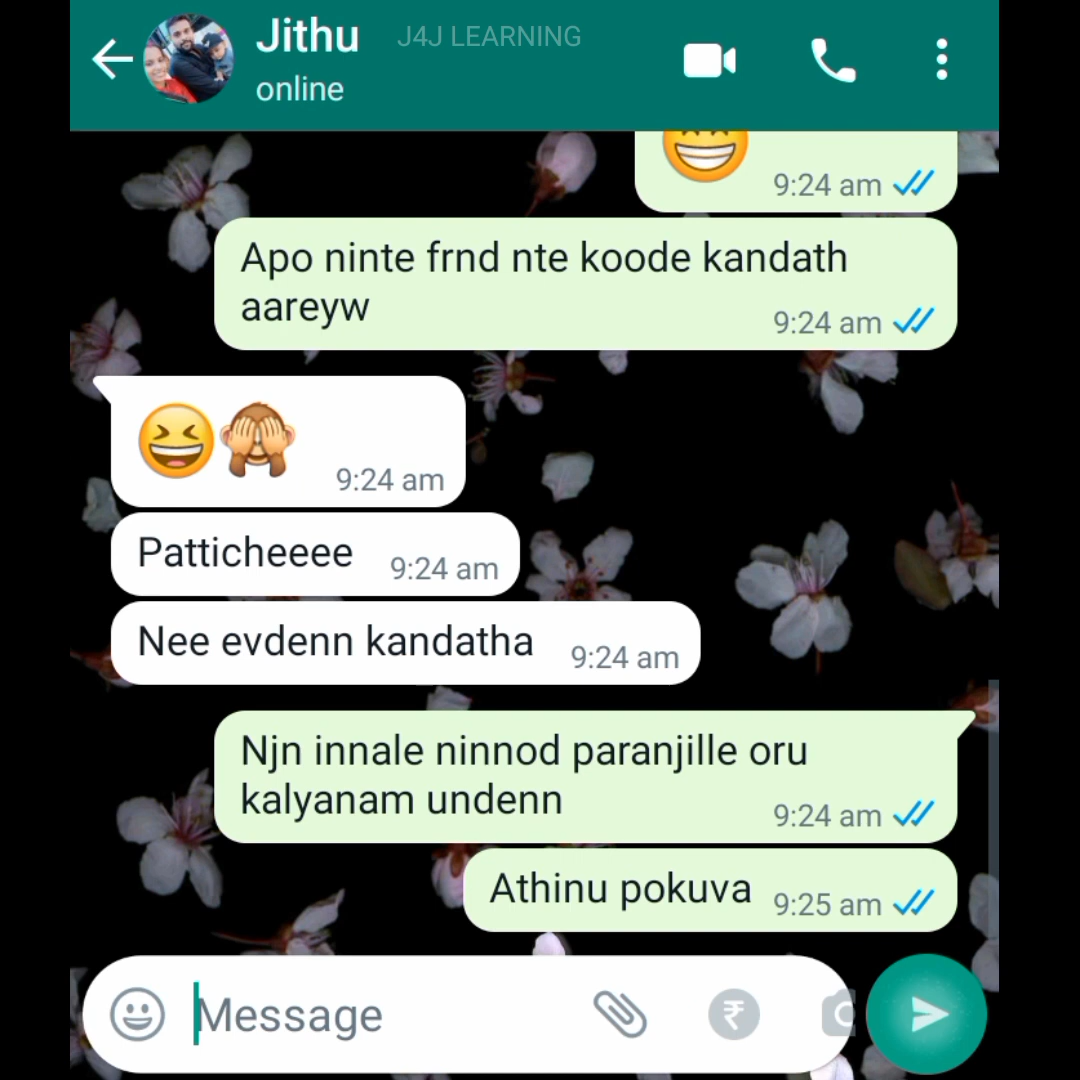 Jithu J4J LEARNING
online
9:24 am
Apo ninte frnd nte koode kandath
aareyw
9:24 am
9:24 am
Patticheeee 9:24 am
Nee evdenn kandatha 9:24 am
Njn innale ninnod paranjille oru
kalyanam undenn
9:24 am
Athinu pokuva 9:25 am
Message